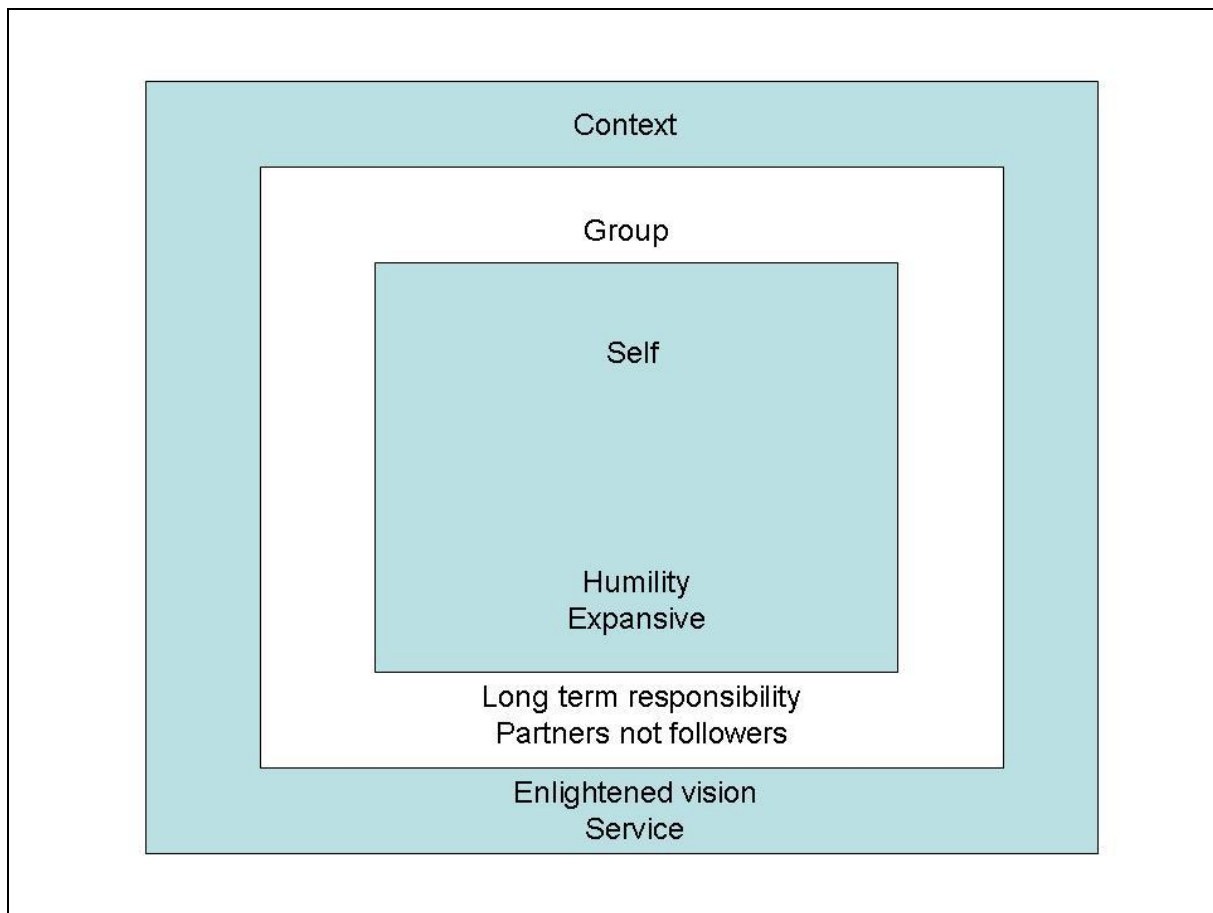 Context
Group
Self
Humility
Expansive
Long term responsibility
Partners not followers
Enlightened vision
Service